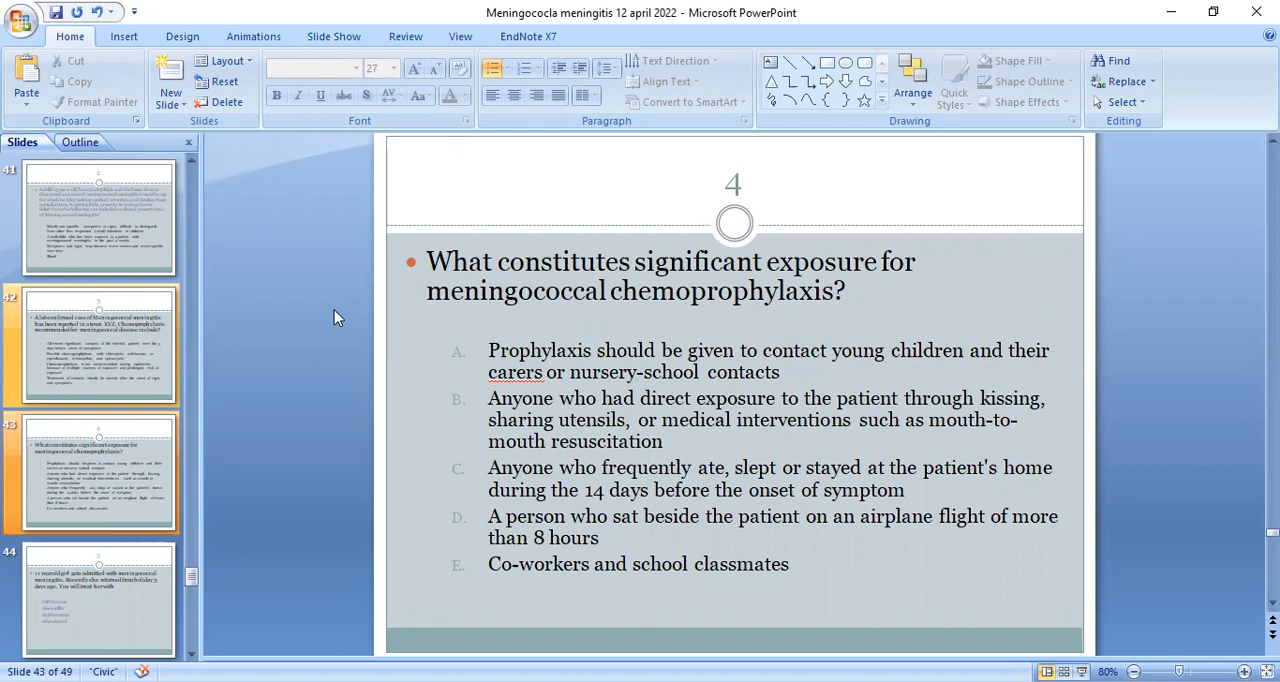 Meningocola meningitis 12 april 2022 - Microsoft PowerPoint
Home Insert Design Animations Slide Show Review View EndNote X7
Paste
Cut
Copy
Format Painter
Clipboard
New Slide
Layout
Reset
Delete
Slides
27
B I U abc S AV Aa A
Font
Text Direction
Align Text
Convert to SmartArt
Paragraph
Arrange
Quick Styles
Shape Fill
Shape Outline
Shape Effects
Drawing
Find
Replace
Select
Editing
Slides Outline
41
42
43
44
4
What constitutes significant exposure for
meningococcal chemoprophylaxis?
A. Prophylaxis should be given to contact young children and their
carers or nursery-school contacts
B. Anyone who had direct exposure to the patient through kissing,
sharing utensils, or medical interventions such as mouth-to-
mouth resuscitation
C. Anyone who frequently ate, slept or stayed at the patient's home
during the 14 days before the onset of symptom
D. A person who sat beside the patient on an airplane flight of more
than 8 hours
E. Co-workers and school classmates
Slide 43 of 49 "Civic" 80%